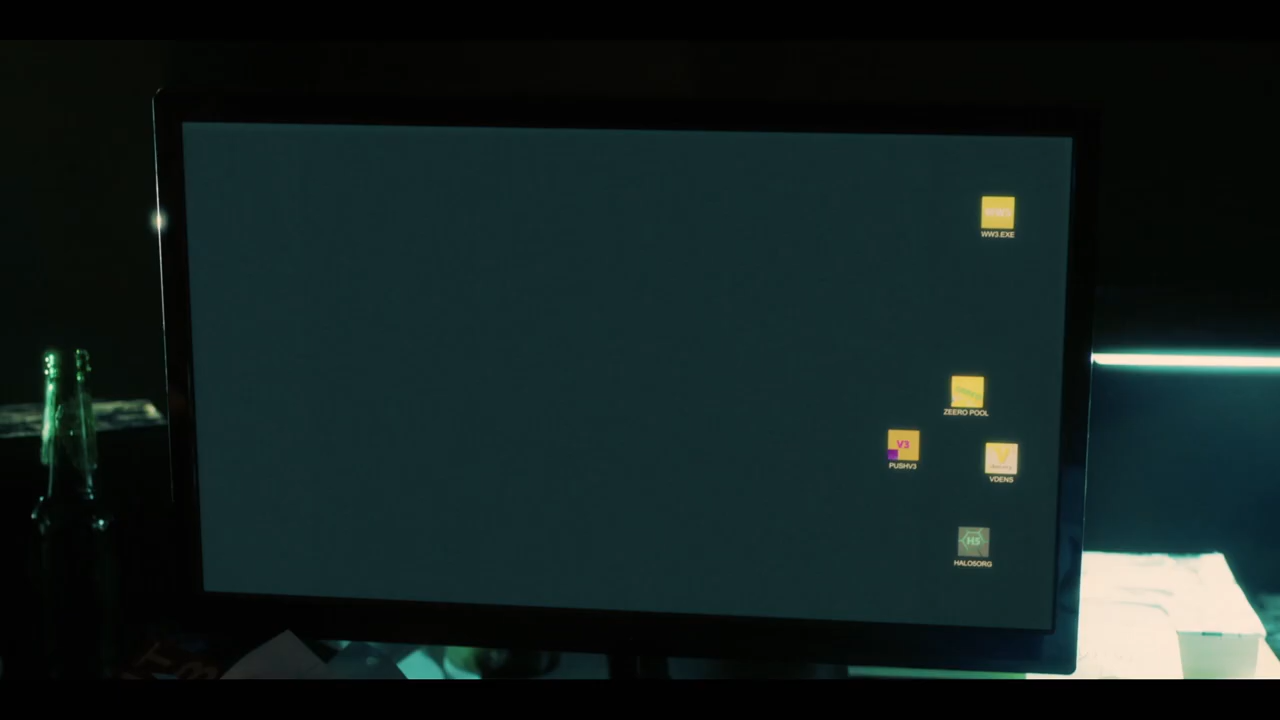 WW3.EXE
ZEERO POOL
V3
PUSHV3
V
VDENS
HS
HALOSORG